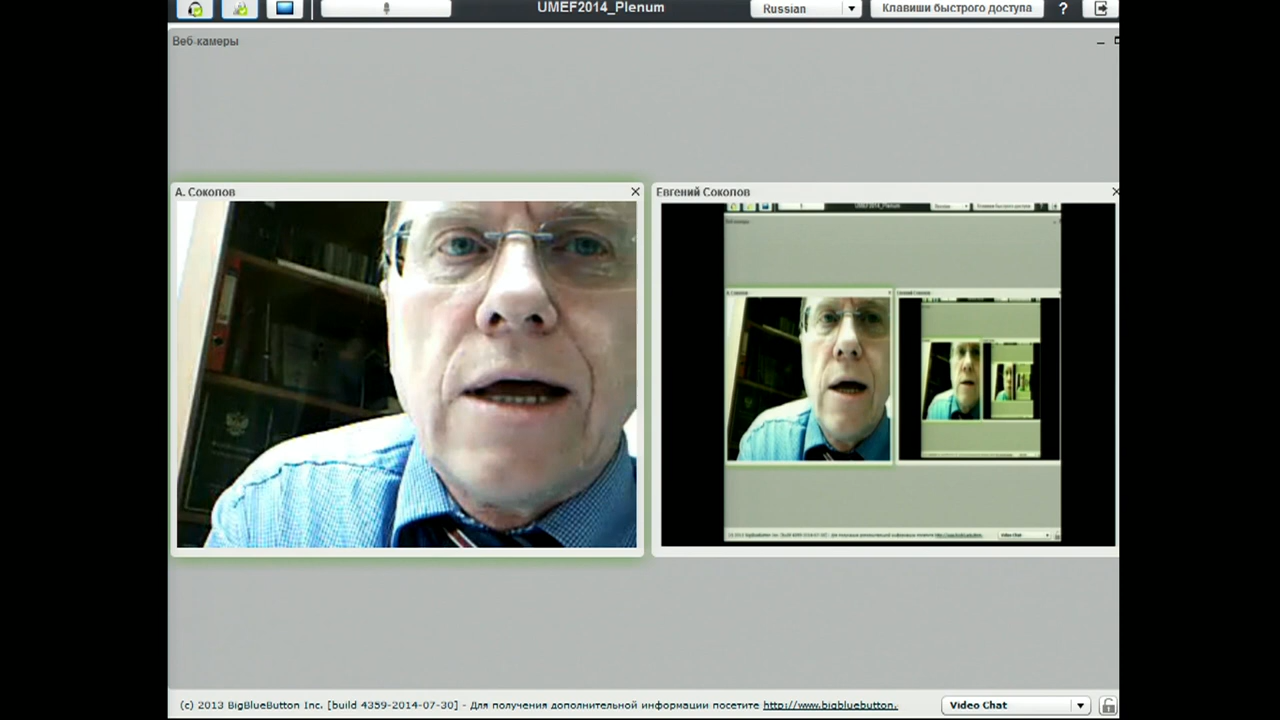 UMEF2014_Plenum
Russian
Клавиши быстрого доступа
?
Веб-камеры
А. Соколов
Евгений Соколов
(c) 2013 BigBlueButton Inc. [build 4359-2014-07-30] - Для получения дополнительной информации посетите http://www.bigbluebutton.
Video Chat